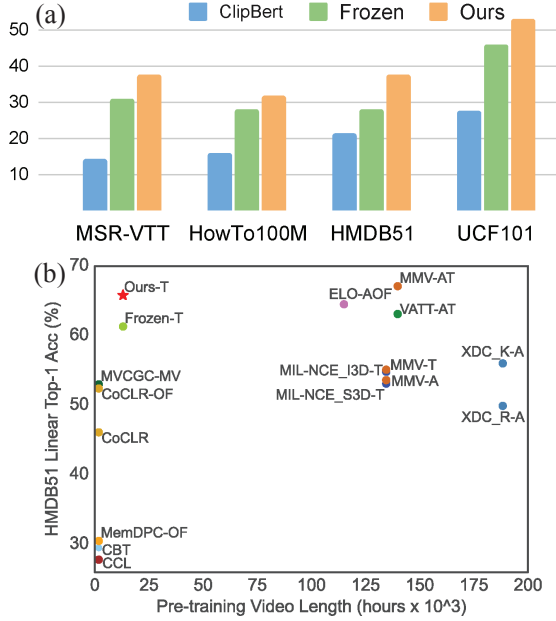 (a) ClipBert Frozen Ours
50
40
30
20
10
MSR-VTT HowTo100M HMDB51 UCF101
(b)
HMDB51 Linear Top-1 Acc (%)
70
60
50
40
30
Ours-T
Frozen-T
ELO-AOF
MMV-AT
VATT-AT
MVCGC-MV
CoCLR-OF
CoCLR
MIL-NCE_I3D-T
MMV-T
MMV-A
MIL-NCE_S3D-T
XDC_K-A
XDC_R-A
MemDPC-OF
CBT
CCL
0 25 50 75 100 125 150 175 200
Pre-training Video Length (hours x 10^3)